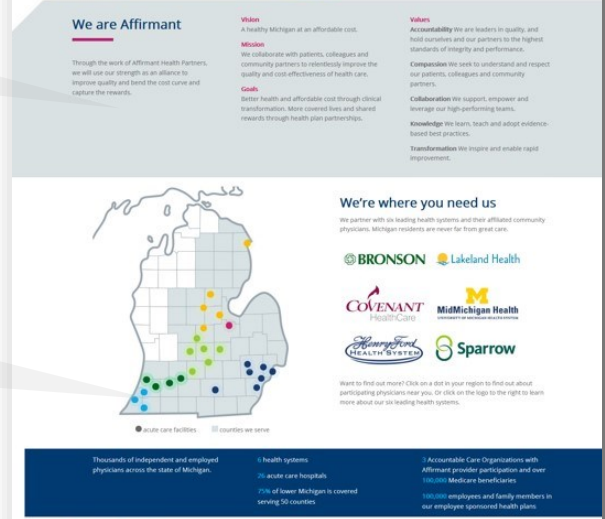 We are Affirmant
Through the work of Affirmant Health Partners,
we will use our strength as an alliance to
improve quality and bend the cost curve and
capture the rewards.
Vision
A healthy Michigan at an affordable cost.
Mission
We collaborate with patients, colleagues and
community partners to relentlessly improve the
quality and cost-effectiveness of health care.
Goals
Better health and affordable cost through clinical
transformation. More covered lives and shared
rewards through health plan partnerships.
Values
Accountability We are leaders in quality, and
hold ourselves and our partners to the highest
standards of integrity and performance.
Compassion We seek to understand and respect
our patients, colleagues and community
partners.
Collaboration We support, empower and
leverage our high-performing teams.
Knowledge We learn, teach and adopt evidence-
based best practices.
Transformation We inspire and enable rapid
improvement.
We're where you need us
We partner with six leading health systems and their affiliated community
physicians. Michigan residents are never far from great care.
BRONSON
Lakeland Health
COVENANT
HealthCare
M
MidMichigan Health
UNIVERSITY OF MICHIGAN HEALTH SYSTEM
Henry Ford
HEALTH SYSTEM
Sparrow
Want to find out more? Click on a dot in your region to find out about
participating physicians near you. Or click on the logo to the right to learn
more about our six leading health systems.
acute care facilities
counties we serve
Thousands of independent and employed
physicians across the state of Michigan.
6 health systems
26 acute care hospitals
75% of lower Michigan is covered
serving 50 counties
3 Accountable Care Organizations with
Affirmant provider participation and over
100,000 Medicare beneficiaries
100,000 employees and family members in
our employee sponsored health plans